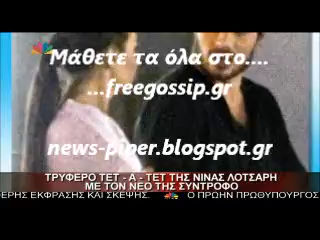 Μάθετε τα όλα στο....
...freegossip.gr
news-piper.blogspot.gr
ΤΡΥΦΕΡΟ ΤΕΤ - Α - ΤΕΤ ΤΗΣ ΝΙΝΑΣ ΛΟΤΣΑΡΗ
ΜΕ ΤΟΝ ΝΕΟ ΤΗΣ ΣΥΝΤΡΟΦΟ
ΕΡΗΣ ΕΚΦΡΑΣΗΣ ΚΑΙ ΣΚΕΨΗΣ. Ο ΠΡΩΗΝ ΠΡΩΘΥΠΟΥΡΓΟΣ